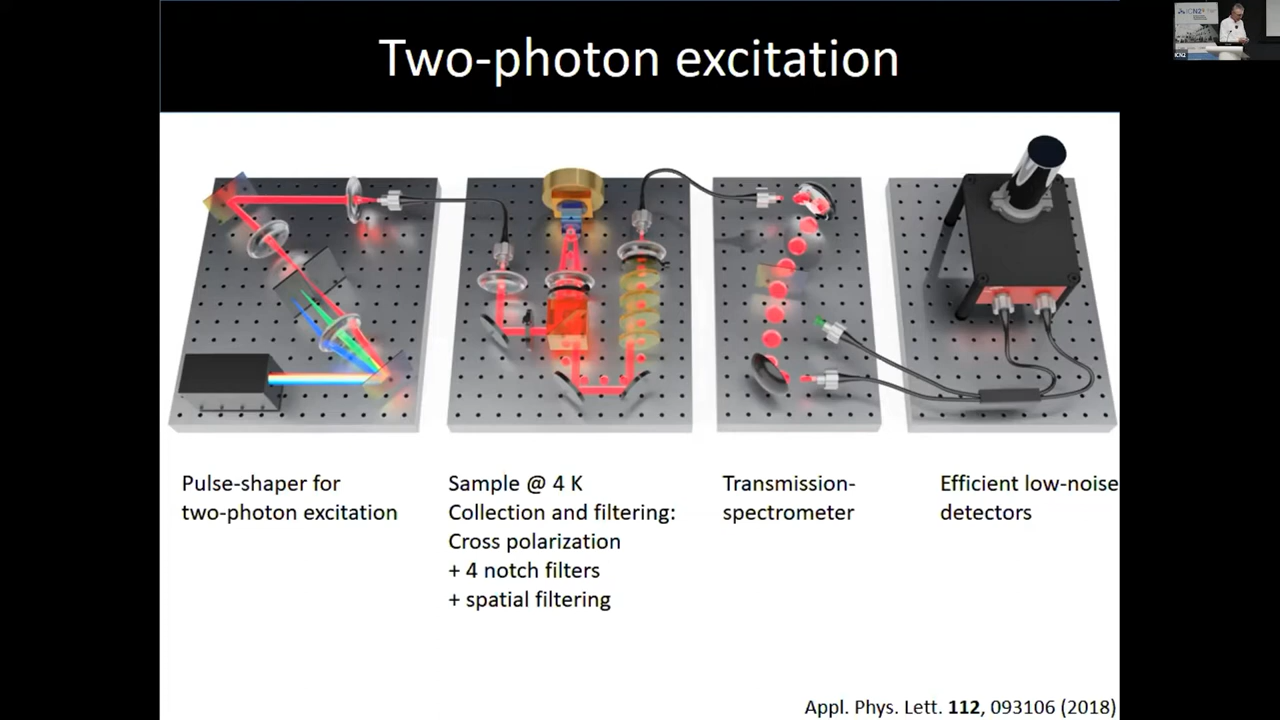 Two-photon excitation
Pulse-shaper for
two-photon excitation
Sample @ 4 K
Collection and filtering:
Cross polarization
+ 4 notch filters
+ spatial filtering
Transmission-
spectrometer
Efficient low-noise
detectors
Appl. Phys. Lett. 112, 093106 (2018)
ICN2